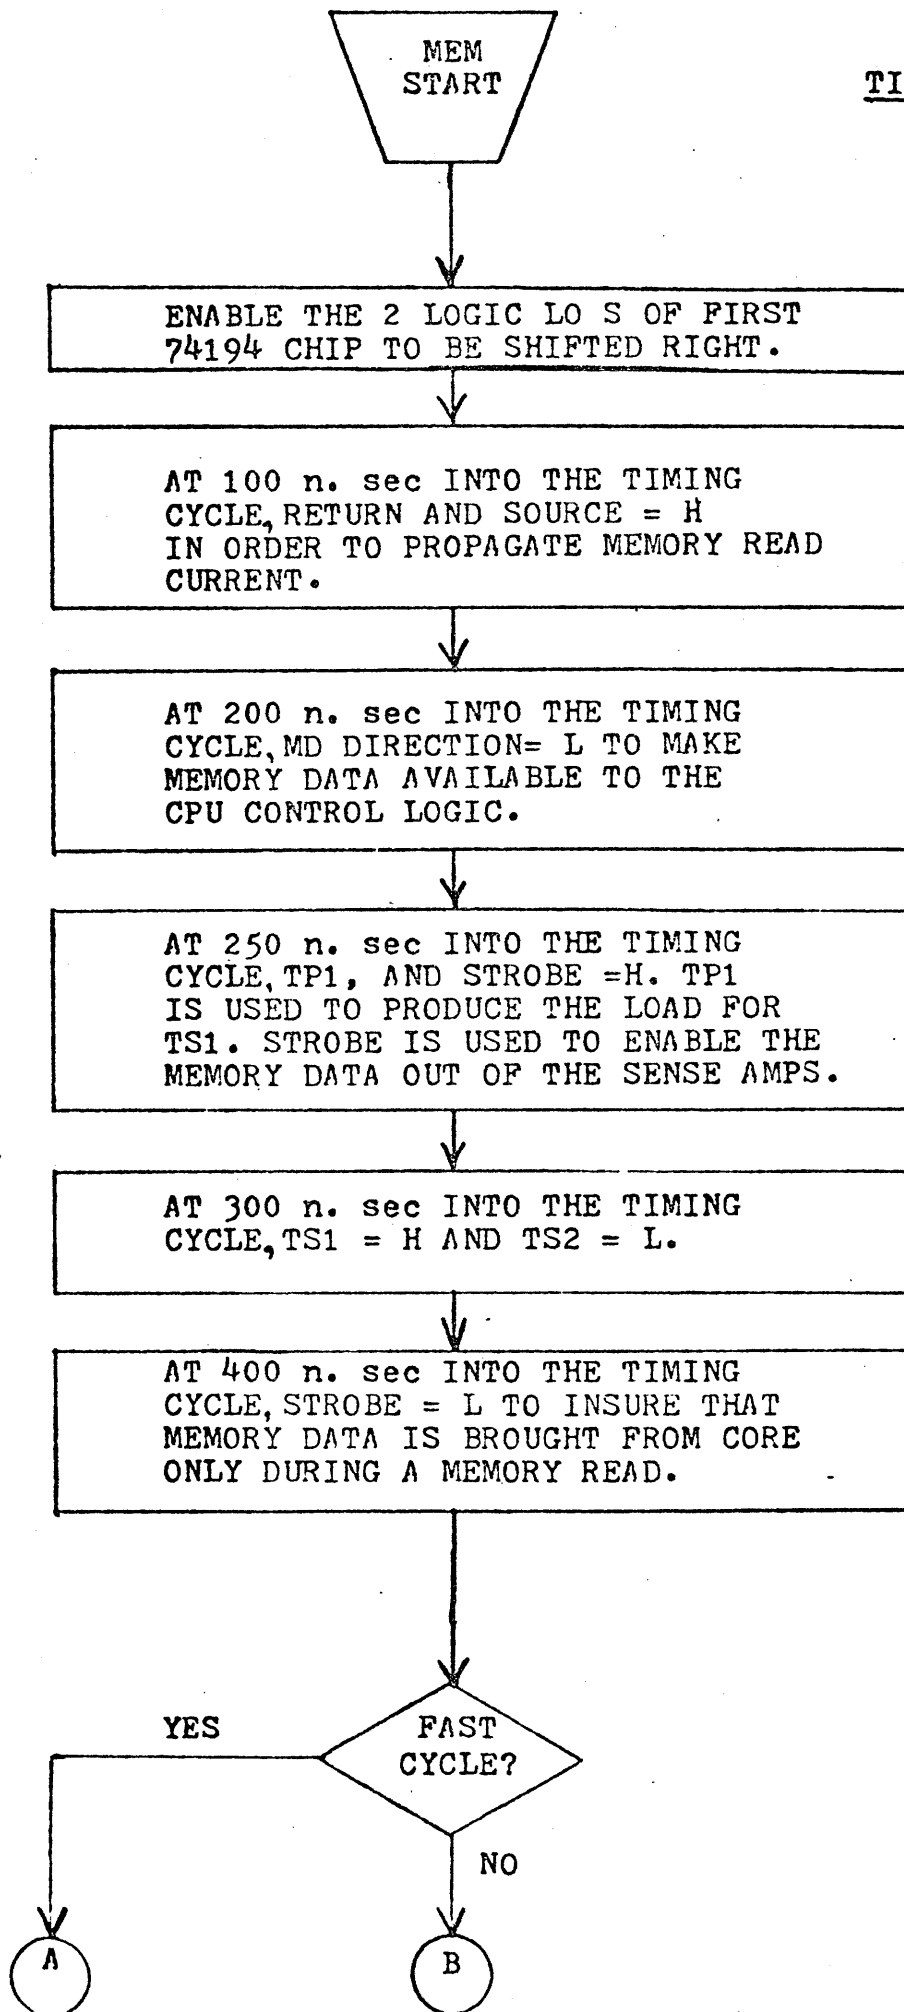 MEM
START
TI
ENABLE THE 2 LOGIC LO S OF FIRST
74194 CHIP TO BE SHIFTED RIGHT.
AT 100 n. sec INTO THE TIMING
CYCLE, RETURN AND SOURCE = H
IN ORDER TO PROPAGATE MEMORY READ
CURRENT.
AT 200 n. sec INTO THE TIMING
CYCLE, MD DIRECTION= L TO MAKE
MEMORY DATA AVAILABLE TO THE
CPU CONTROL LOGIC.
AT 250 n. sec INTO THE TIMING
CYCLE, TP1, AND STROBE =H. TP1
IS USED TO PRODUCE THE LOAD FOR
TS1. STROBE IS USED TO ENABLE THE
MEMORY DATA OUT OF THE SENSE AMPS.
AT 300 n. sec INTO THE TIMING
CYCLE, TS1 = H AND TS2 = L.
AT 400 n. sec INTO THE TIMING
CYCLE, STROBE = L TO INSURE THAT
MEMORY DATA IS BROUGHT FROM CORE
ONLY DURING A MEMORY READ.
YES
FAST
CYCLE?
NO
A
B